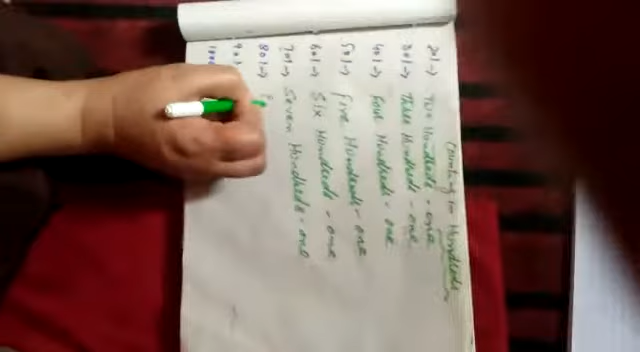 Counting in Hundreds
201→ Two Hundreds - one
301→ Three Hundreds - one
401→ Four Hundreds - one
501→ five Hundreds - one
601→ Six Hundreds - one
701→ Seven Hundreds - one
801→
901